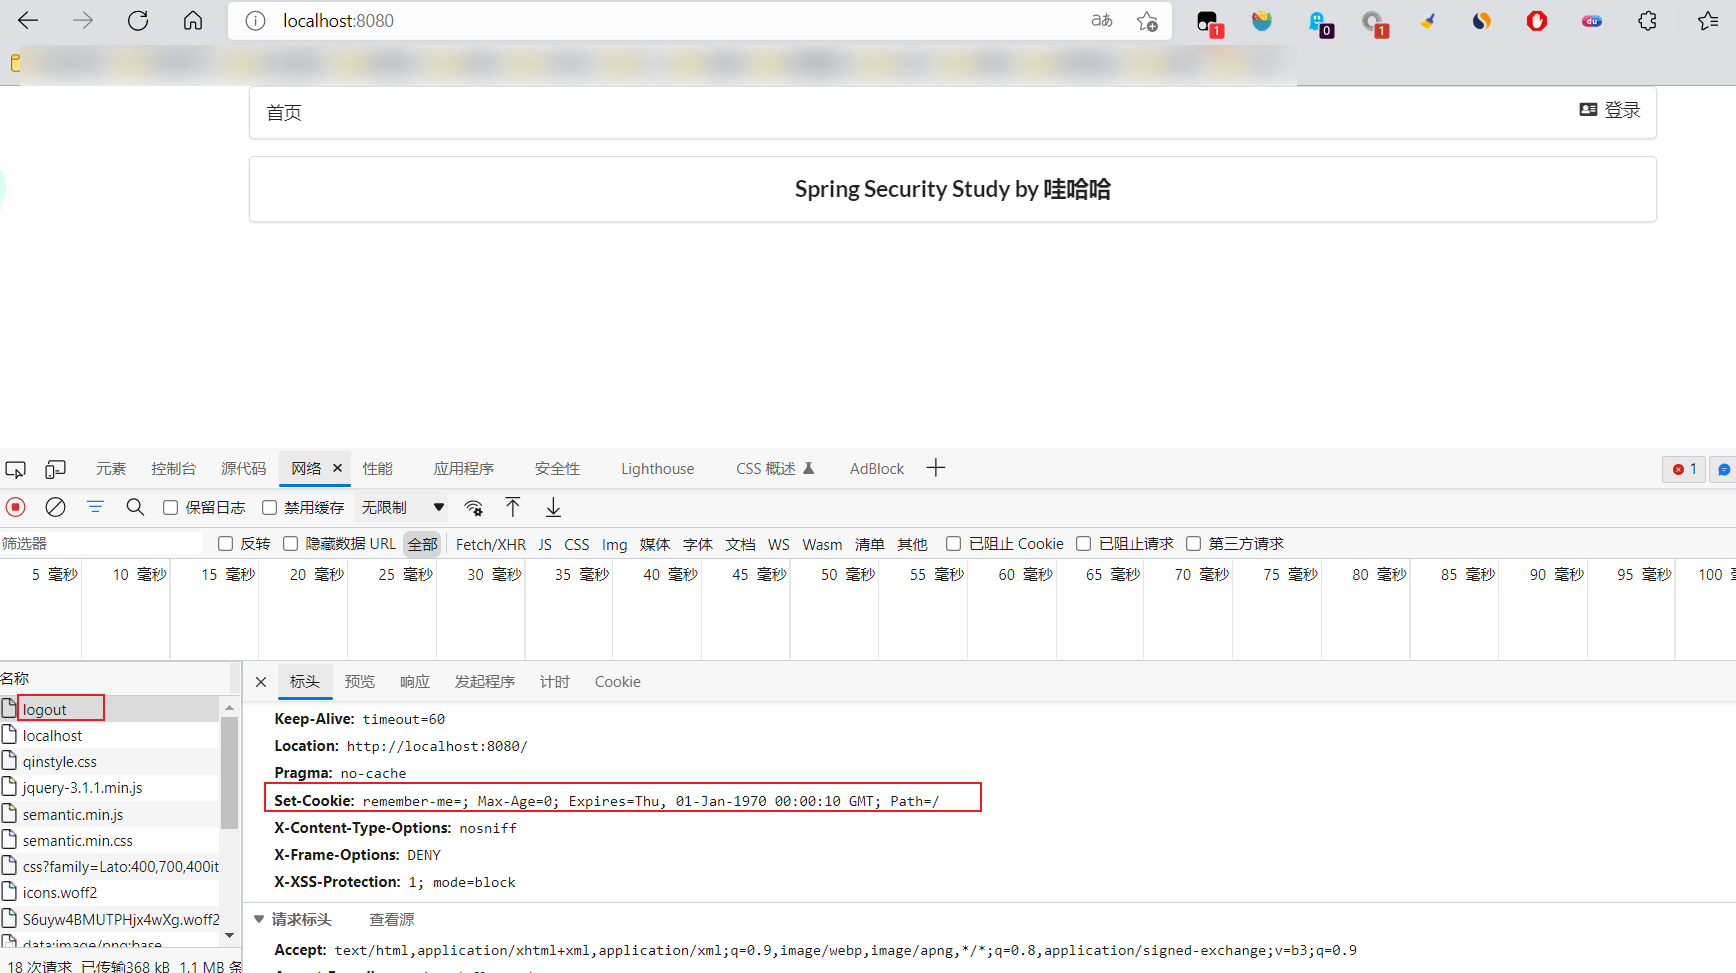 localhost:8080
aあ
1
0
1
du
首页
登录
Spring Security Study by 哇哈哈
元素 控制台 源代码 网络 性能 应用程序 安全性 Lighthouse CSS 概述 AdBlock
1
保留日志 禁用缓存 无限制
筛选器 反转 隐藏数据 URL 全部 Fetch/XHR JS CSS Img 媒体 字体 文档 WS Wasm 清单 其他 已阻止 Cookie 已阻止请求 第三方请求
5 毫秒 10 毫秒 15 毫秒 20 毫秒 25 毫秒 30 毫秒 35 毫秒 40 毫秒 45 毫秒 50 毫秒 55 毫秒 60 毫秒 65 毫秒 70 毫秒 75 毫秒 80 毫秒 85 毫秒 90 毫秒 95 毫秒 100
名称
logout
localhost
qinstyle.css
jquery-3.1.1.min.js
semantic.min.js
semantic.min.css
css?family=Lato:400,700,400it
icons.woff2
S6uyw4BMUTPHjx4wXg.woff2
data:image/png;base
18 次请求 已传输368 kB 1.1 MB 条
标头 预览 响应 发起程序 计时 Cookie
Keep-Alive: timeout=60
Location: http://localhost:8080/
Pragma: no-cache
Set-Cookie: remember-me=; Max-Age=0; Expires=Thu, 01-Jan-1970 00:00:10 GMT; Path=/
X-Content-Type-Options: nosniff
X-Frame-Options: DENY
X-XSS-Protection: 1; mode=block
请求标头 查看源
Accept: text/html,application/xhtml+xml,application/xml;q=0.9,image/webp,image/apng,*/*;q=0.8,application/signed-exchange;v=b3;q=0.9